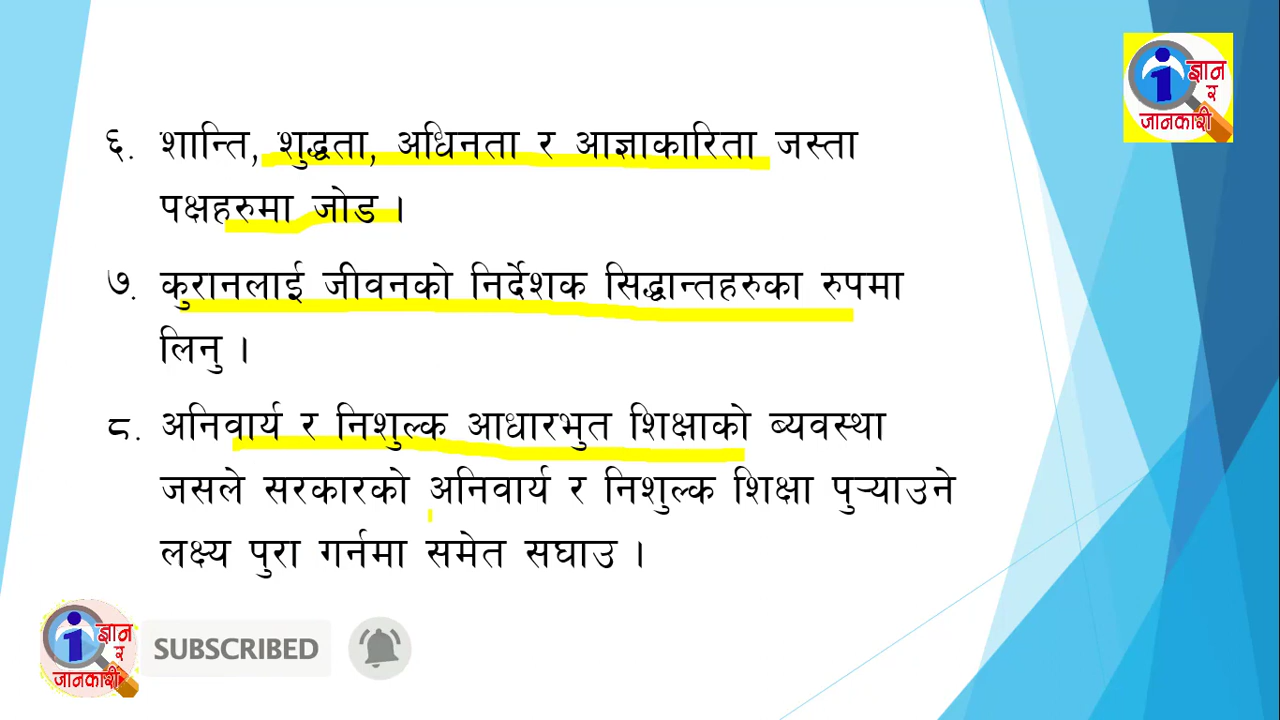 ज्ञान
र
जानकारी
६. शान्ति, शुद्धता, अधिनता र आज्ञाकारिता जस्ता
पक्षहरुमा जोड ।
७. कुरानलाई जीवनको निर्देशक सिद्धान्तहरुका रुपमा
लिनु ।
८. अनिवार्य र निशुल्क आधारभुत शिक्षाको ब्यवस्था
जसले सरकारको अनिवार्य र निशुल्क शिक्षा पुऱ्याउने
लक्ष्य पुरा गर्नमा समेत सघाउ ।
ज्ञान
र
जानकारी
SUBSCRIBED